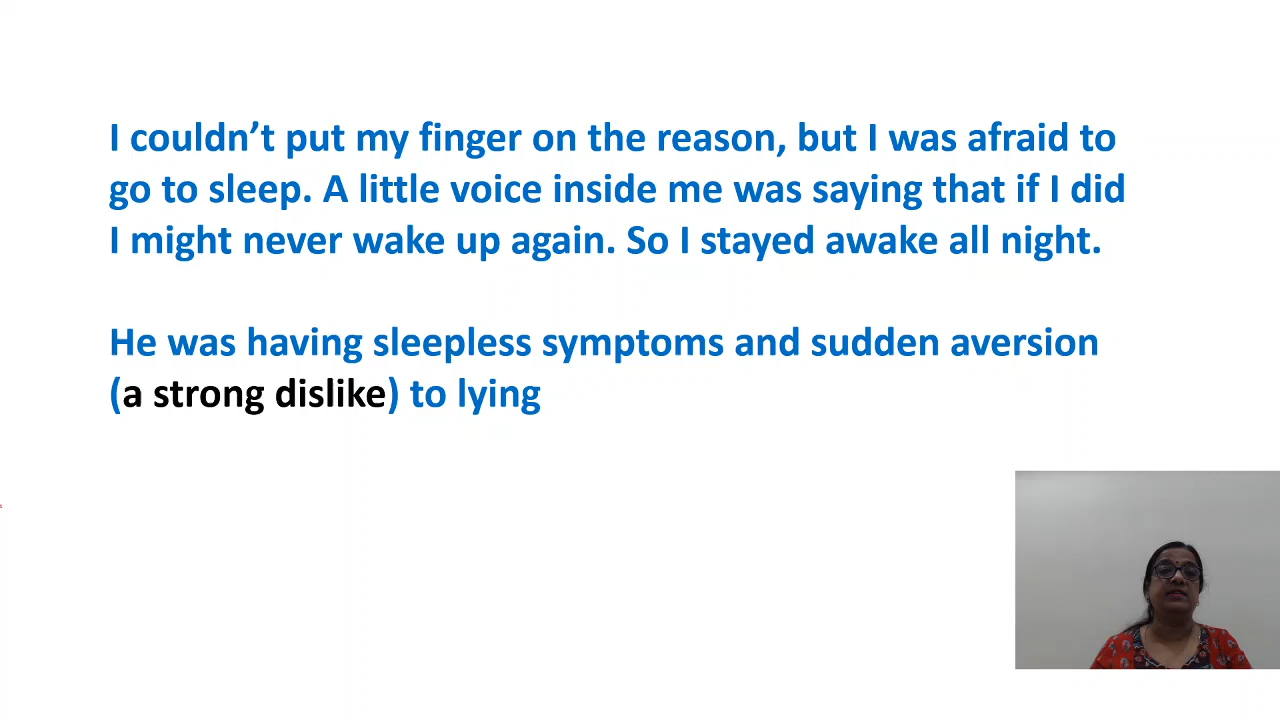 I couldn’t put my finger on the reason, but I was afraid to
go to sleep. A little voice inside me was saying that if I did
I might never wake up again. So I stayed awake all night.
He was having sleepless symptoms and sudden aversion
(a strong dislike) to lying